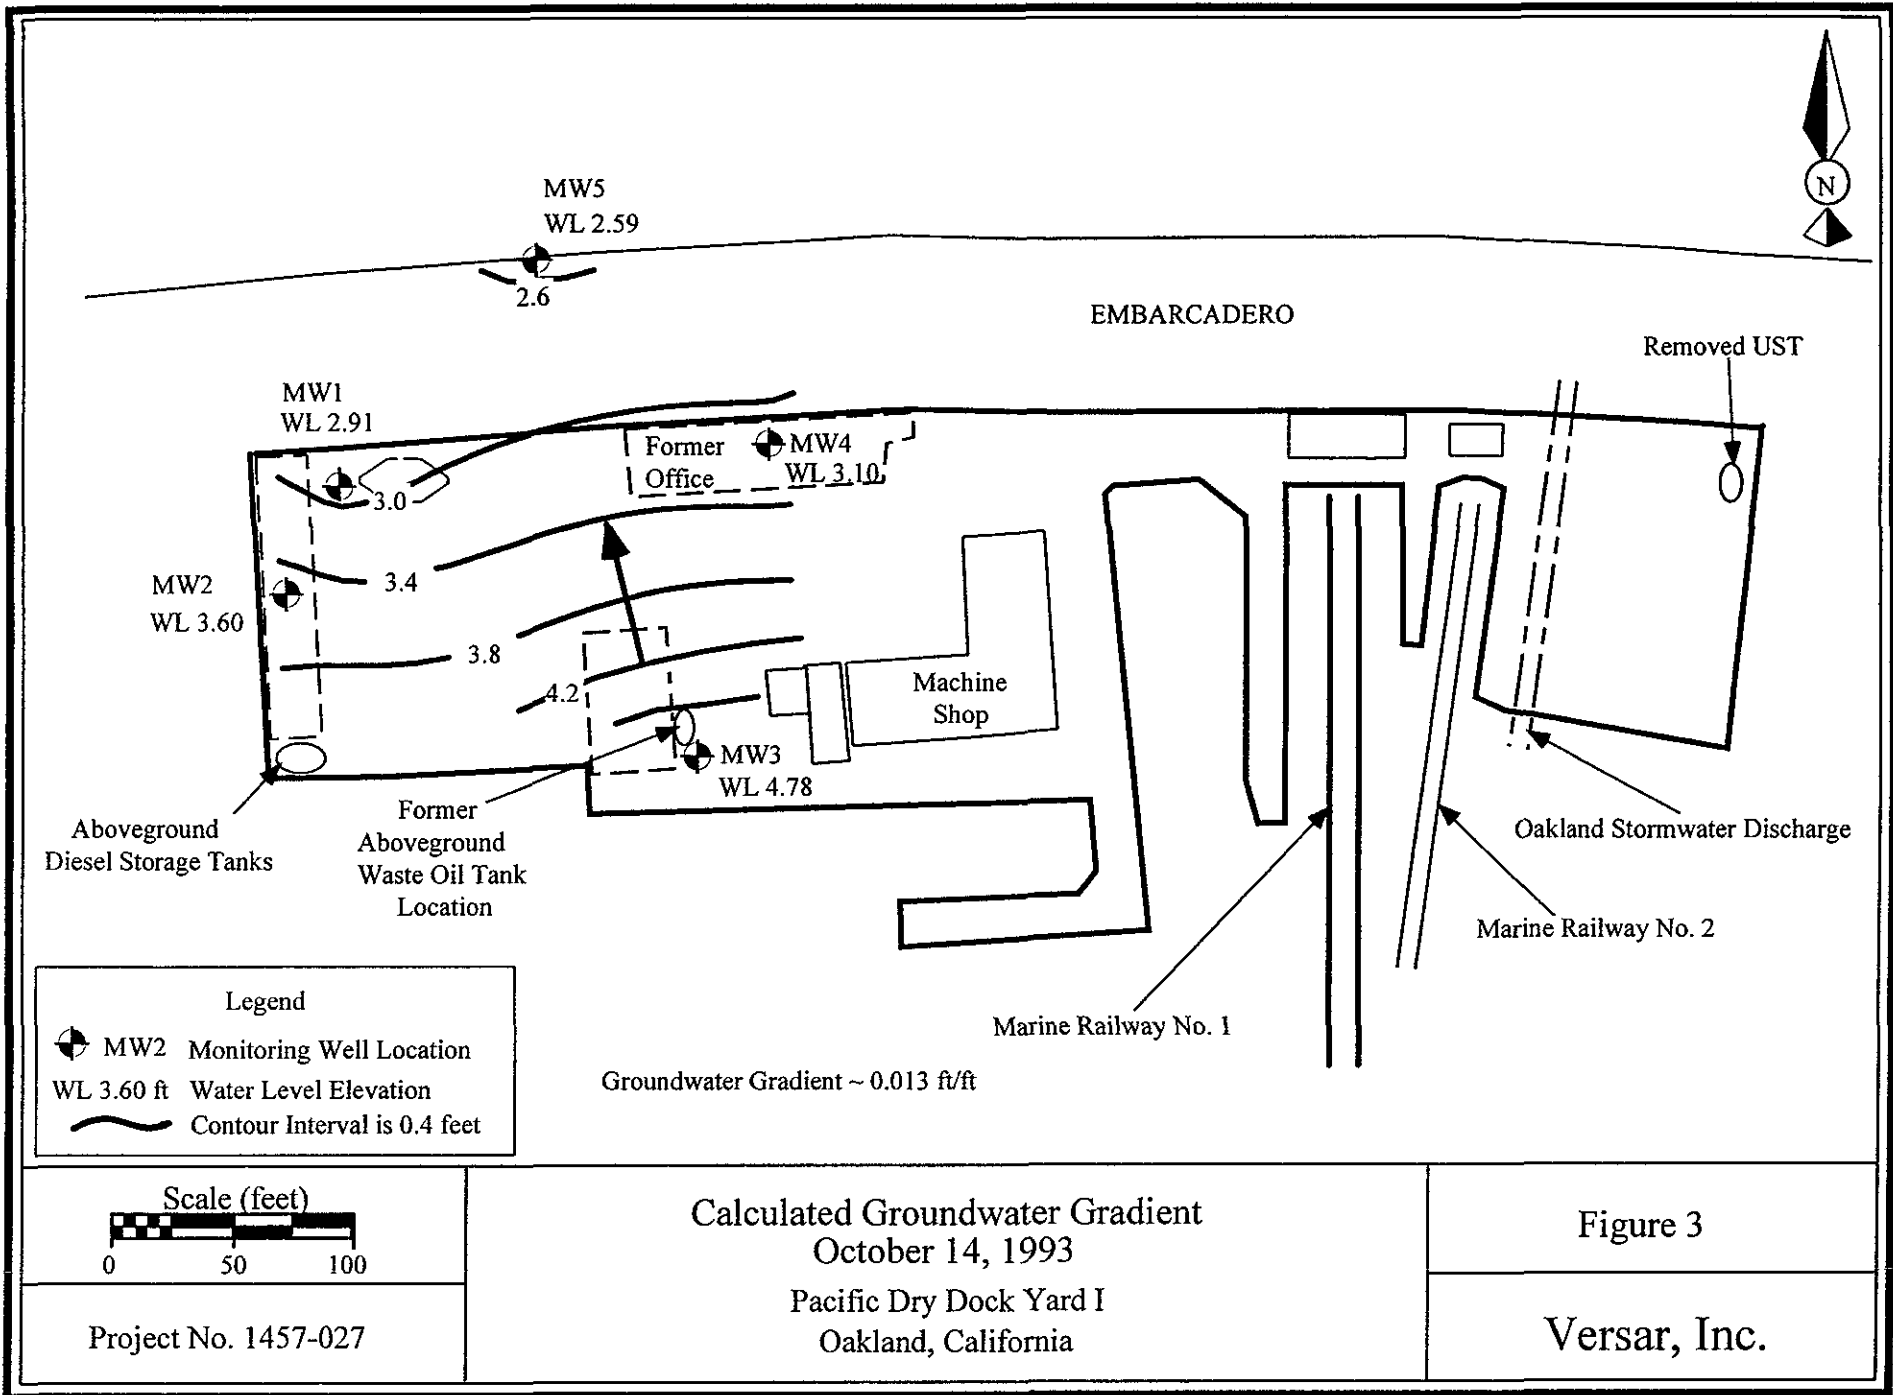 N
MW5
WL 2.59
2.6
EMBARCADERO
Removed UST
MW1
WL 2.91
Former
Office
MW4
WL 3.10
3.0
3.4
MW2
WL 3.60
3.8
4.2
Machine
Shop
MW3
WL 4.78
Former
Aboveground
Waste Oil Tank
Location
Aboveground
Diesel Storage Tanks
Oakland Stormwater Discharge
Marine Railway No. 2
Marine Railway No. 1
Legend
MW2 Monitoring Well Location
WL 3.60 ft Water Level Elevation
Contour Interval is 0.4 feet
Groundwater Gradient ~ 0.013 ft/ft
Scale (feet)
0 50 100
Project No. 1457-027
Calculated Groundwater Gradient
October 14, 1993
Pacific Dry Dock Yard I
Oakland, California
Figure 3
Versar, Inc.